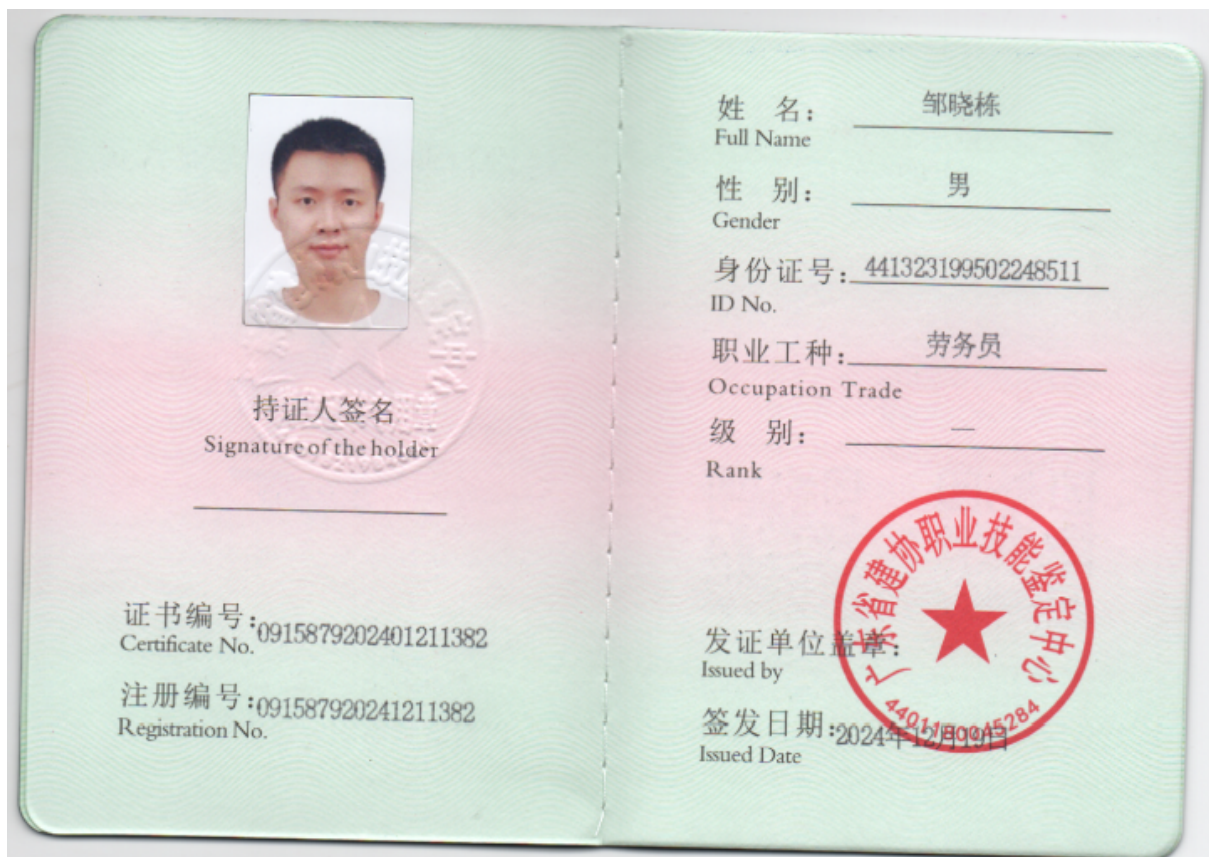 持证人签名
Signature of the holder
证书编号:0915879202401211382
Certificate No.
注册编号:091587920241211382
Registration No.
姓 名: 邹晓栋
Full Name
性 别: 男
Gender
身份证号: 441323199502248511
ID No.
职业工种: 劳务员
Occupation Trade
级 别: —
Rank
广东省建协职业技能鉴定中心
4401180045284
发证单位盖章:
Issued by
签发日期:2024年12月19日
Issued Date